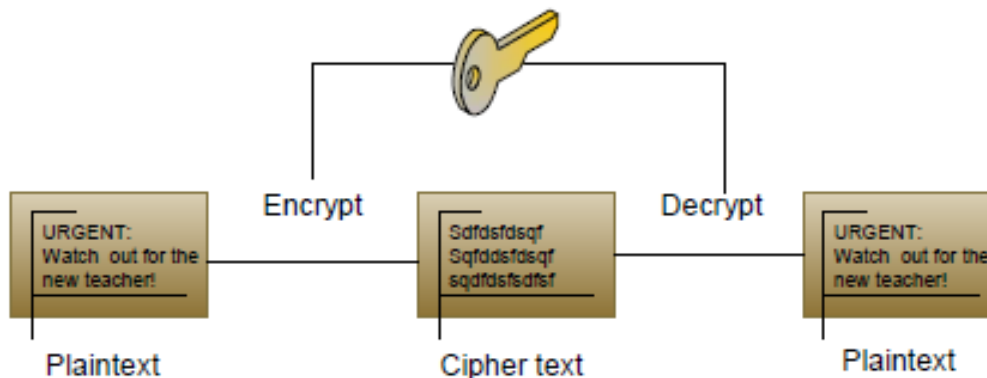 Encrypt
Decrypt
URGENT:
Watch out for the
new teacher!
Sdfdsfdsqf
Sqfddsfdsqf
sqdfdsfsdfsf
URGENT:
Watch out for the
new teacher!
Plaintext
Cipher text
Plaintext